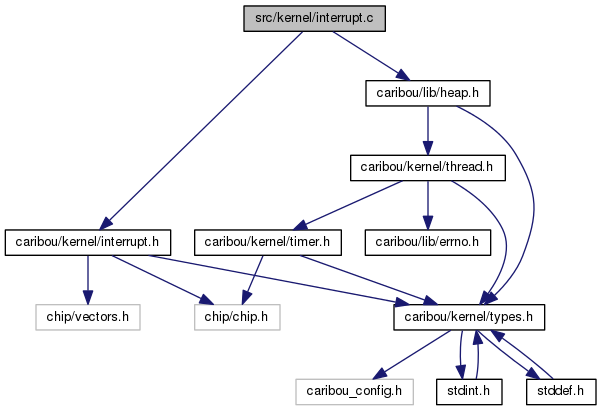 src/kernel/interrupt.c
caribou/lib/heap.h
caribou/kernel/thread.h
caribou/kernel/interrupt.h
caribou/kernel/timer.h
caribou/lib/errno.h
chip/vectors.h
chip/chip.h
caribou/kernel/types.h
caribou_config.h
stdint.h
stddef.h